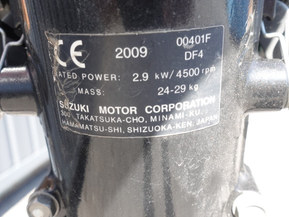 CE 2009 00401F
DF4
RATED POWER: 2.9 kW/4500 rpm
MASS: 24-29 kg
SUZUKI MOTOR CORPORATION
300 TAKATSUKA-CHO, MINAMI-KU,
HAMAMATSU-SHI, SHIZUOKA-KEN, JAPAN